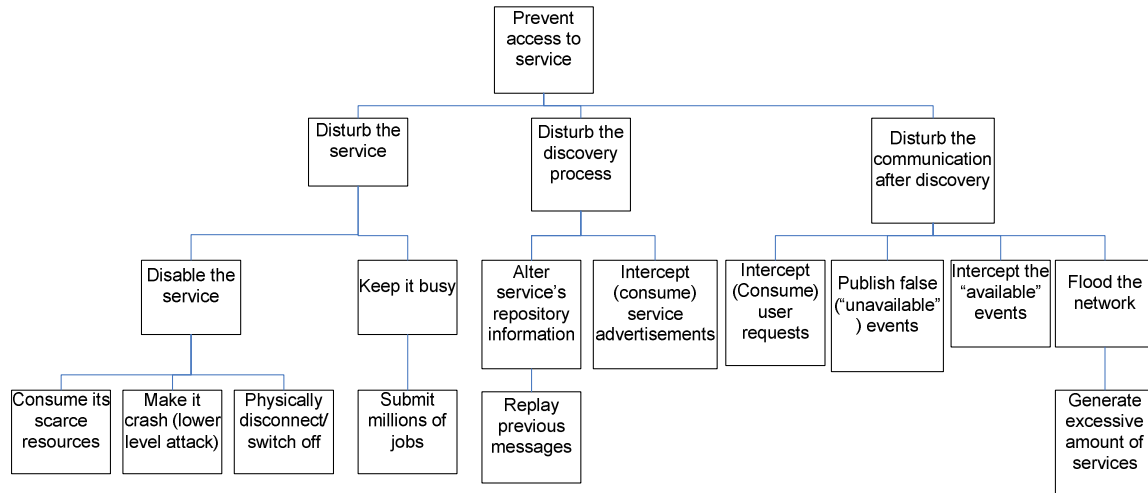 Prevent
access to
service
Disturb the
service
Disturb the
discovery
process
Disturb the
communication
after discovery
Disable the
service
Keep it busy
Alter
service’s
repository
information
Intercept
(consume)
service
advertisements
Intercept
(Consume)
user
requests
Publish false
(“unavailable”
) events
Intercept the
“available”
events
Flood the
network
Consume its
scarce
resources
Make it
crash (lower
level attack)
Physically
disconnect/
switch off
Submit
millions of
jobs
Replay
previous
messages
Generate
excessive
amount of
services